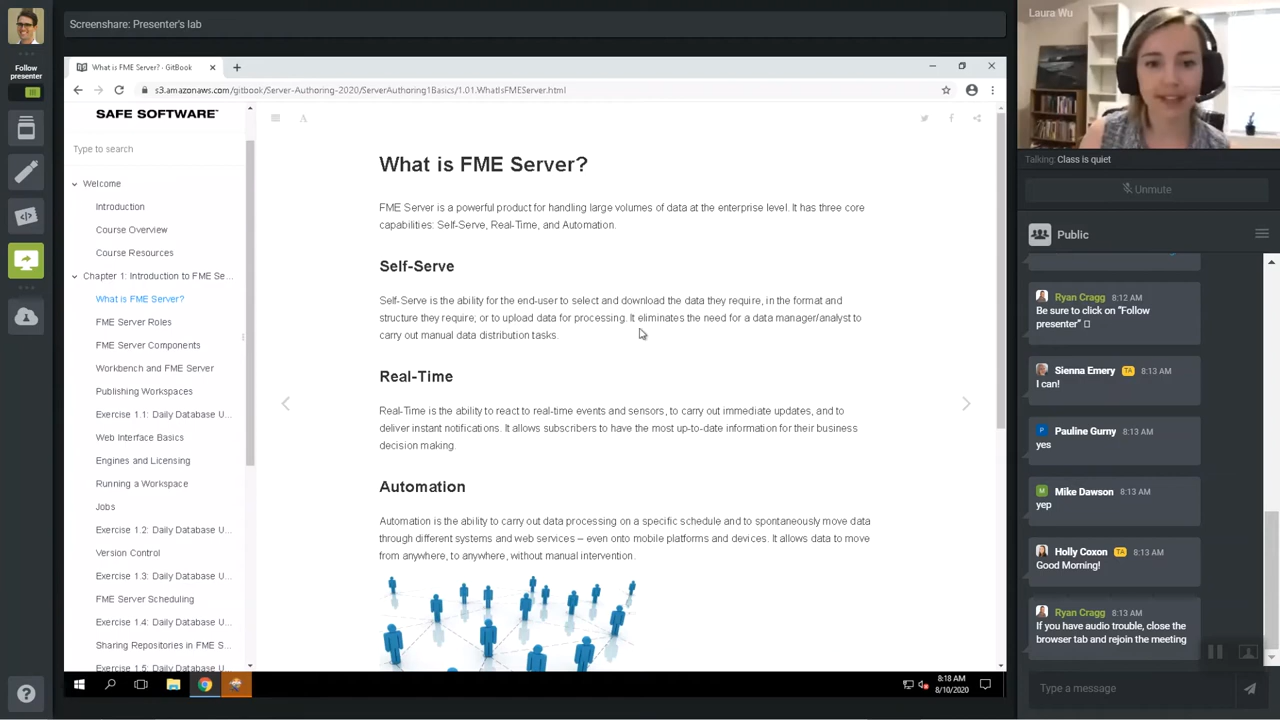 Screenshare: Presenter's lab
Follow
presenter
What is FME Server? · GitBook
s3.amazonaws.com/gitbook/Server-Authoring-2020/ServerAuthoring1Basics/1.01.WhatIsFMEServer.html
SAFE SOFTWARE™
Type to search
Welcome
Introduction
Course Overview
Course Resources
Chapter 1: Introduction to FME Se...
What is FME Server?
FME Server Roles
FME Server Components
Workbench and FME Server
Publishing Workspaces
Exercise 1.1: Daily Database U...
Web Interface Basics
Engines and Licensing
Running a Workspace
Jobs
Exercise 1.2: Daily Database U...
Version Control
Exercise 1.3: Daily Database U...
FME Server Scheduling
Exercise 1.4: Daily Database U...
Sharing Repositories in FME S...
Exercise 1.5: Daily Database U...
A
What is FME Server?
FME Server is a powerful product for handling large volumes of data at the enterprise level. It has three core
capabilities: Self-Serve, Real-Time, and Automation.
Self-Serve
Self-Serve is the ability for the end-user to select and download the data they require, in the format and
structure they require; or to upload data for processing. It eliminates the need for a data manager/analyst to
carry out manual data distribution tasks.
Real-Time
Real-Time is the ability to react to real-time events and sensors, to carry out immediate updates, and to
deliver instant notifications. It allows subscribers to have the most up-to-date information for their business
decision making.
Automation
Automation is the ability to carry out data processing on a specific schedule and to spontaneously move data
through different systems and web services – even onto mobile platforms and devices. It allows data to move
from anywhere, to anywhere, without manual intervention.
8:18 AM
8/10/2020
Laura Wu
Talking: Class is quiet
Unmute
Public
Ryan Cragg 8:12 AM
Be sure to click on "Follow
presenter"
Sienna Emery TA 8:13 AM
I can!
P
Pauline Gurny 8:13 AM
yes
M
Mike Dawson 8:13 AM
yep
Holly Coxon TA 8:13 AM
Good Morning!
Ryan Cragg 8:13 AM
If you have audio trouble, close the
browser tab and rejoin the meeting
Type a message